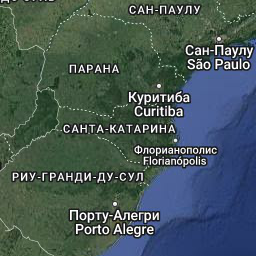 САН-ПАУЛУ
Сан-Паулу
São Paulo
ПАРАНА
Куритиба
Curitiba
САНТА-КАТАРИНА
Флорианополис
Florianópolis
РИУ-ГРАНДИ-ДУ-СУЛ
Порту-Алегри
Porto Alegre